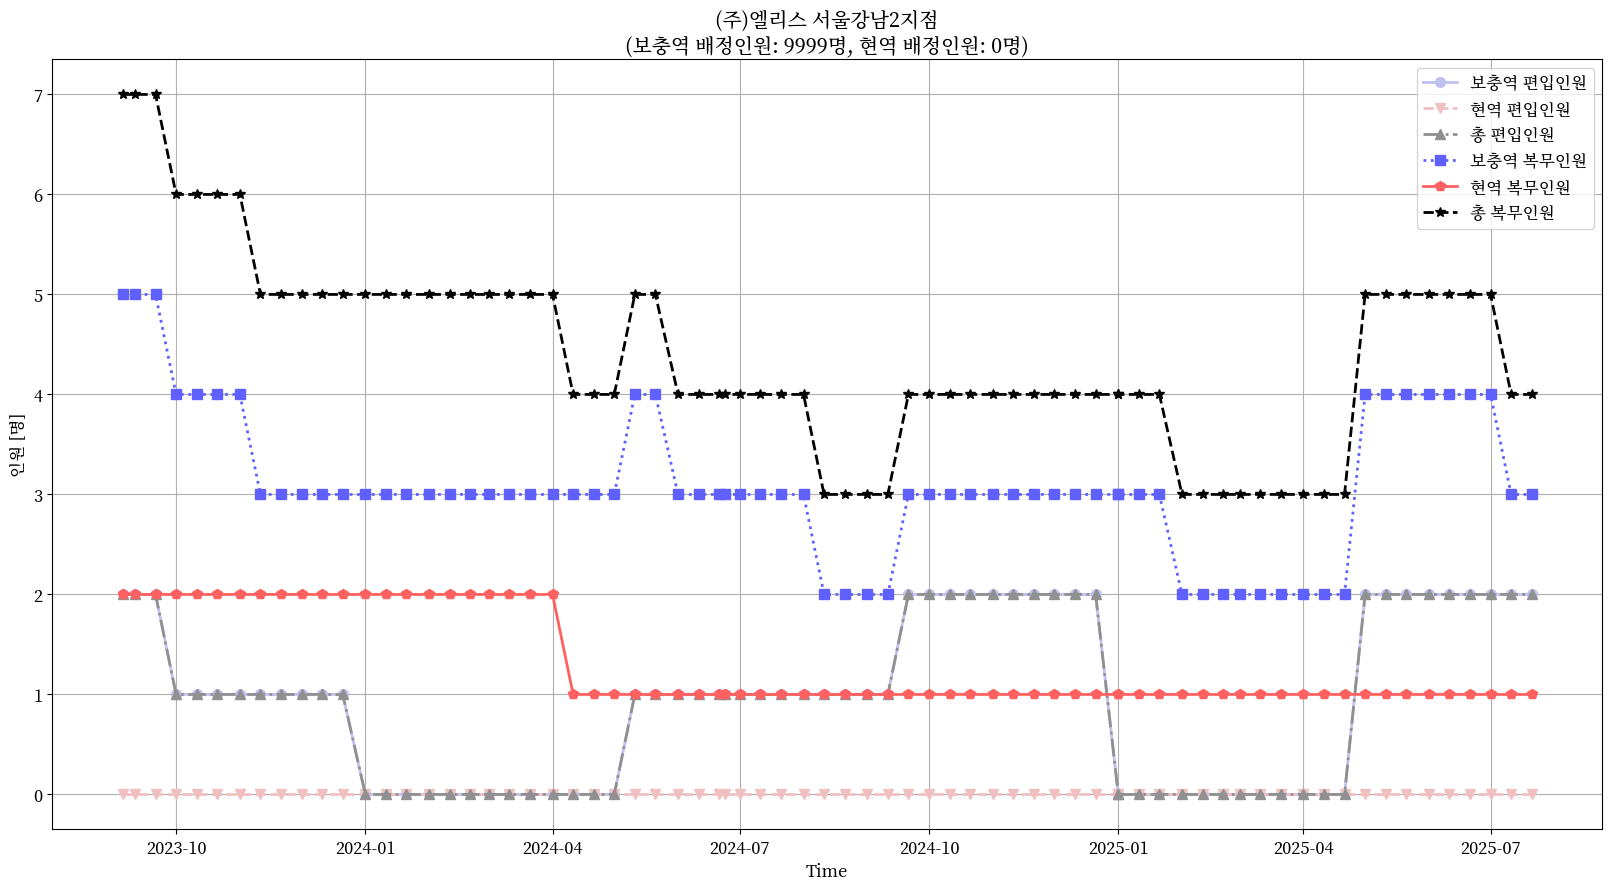 (주)엘리스 서울강남2지점
(보충역 배정인원: 9999명, 현역 배정인원: 0명)
보충역 편입인원
현역 편입인원
총 편입인원
보충역 복무인원
현역 복무인원
총 복무인원
인원 [명]
7
6
5
4
3
2
1
0
2023-10
2024-01
2024-04
2024-07
2024-10
2025-01
2025-04
2025-07
Time